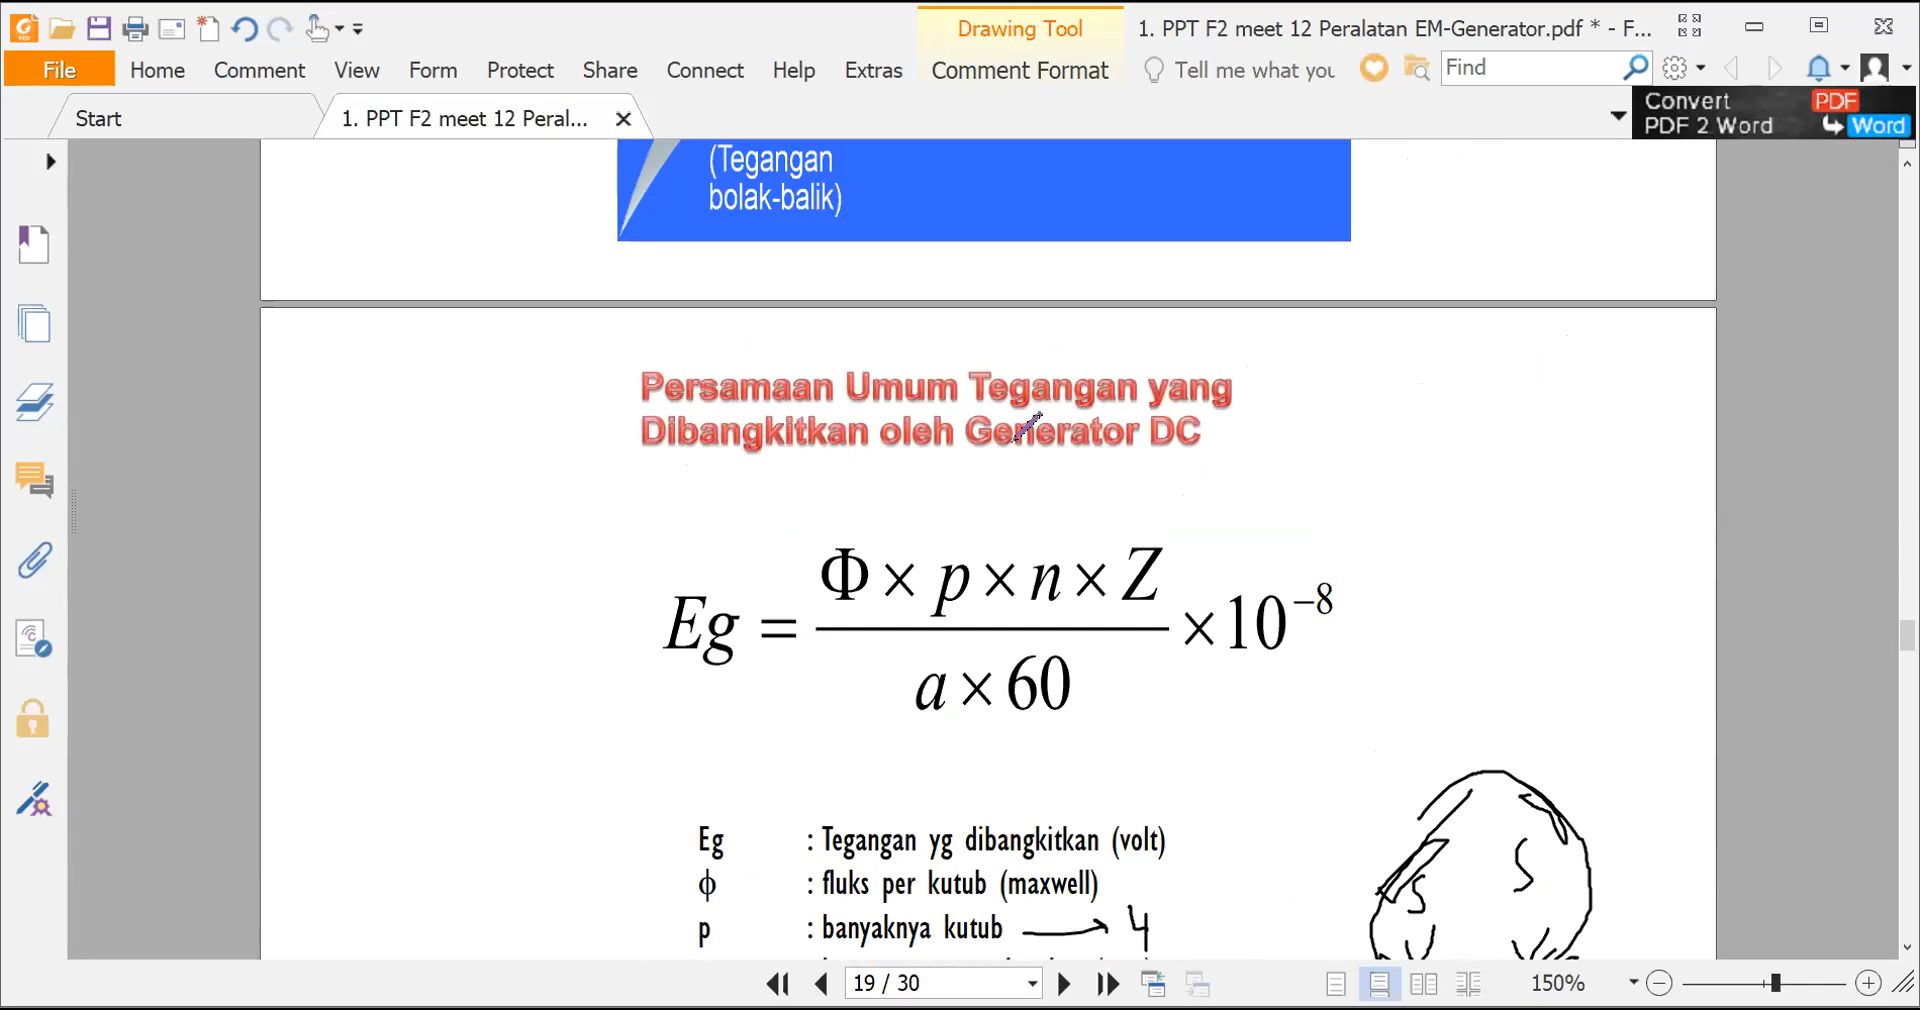 Drawing Tool
1. PPT F2 meet 12 Peralatan EM-Generator.pdf * - F...
File Home Comment View Form Protect Share Connect Help Extras Comment Format Tell me what you Find
Start
1. PPT F2 meet 12 Peral...
Convert PDF
PDF 2 Word Word
(Tegangan
bolak-balik)
Persamaan Umum Tegangan yang
Dibangkitkan oleh Generator DC
Eg = Φ × p × n × Z / a × 60 × 10⁻⁸
Eg : Tegangan yg dibangkitkan (volt)
ϕ : fluks per kutub (maxwell)
p : banyaknya kutub → 4
S
S
19 / 30
150%